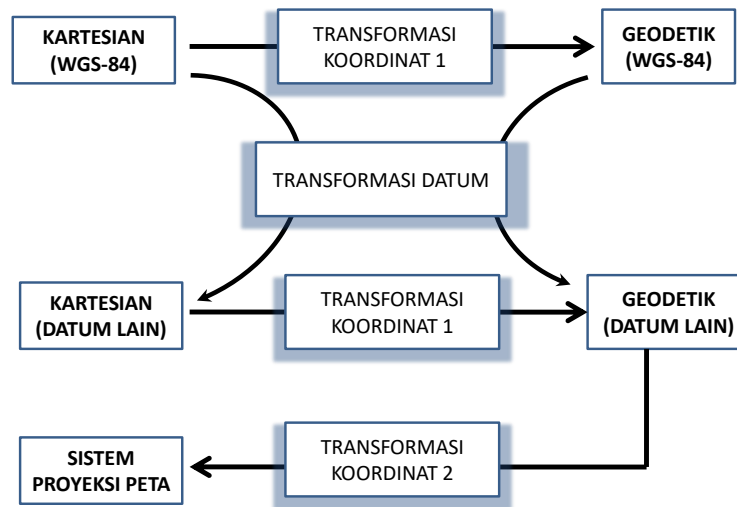 KARTESIAN
(WGS-84)
TRANSFORMASI
KOORDINAT 1
GEODETIK
(WGS-84)
TRANSFORMASI DATUM
KARTESIAN
(DATUM LAIN)
TRANSFORMASI
KOORDINAT 1
GEODETIK
(DATUM LAIN)
SISTEM
PROYEKSI PETA
TRANSFORMASI
KOORDINAT 2